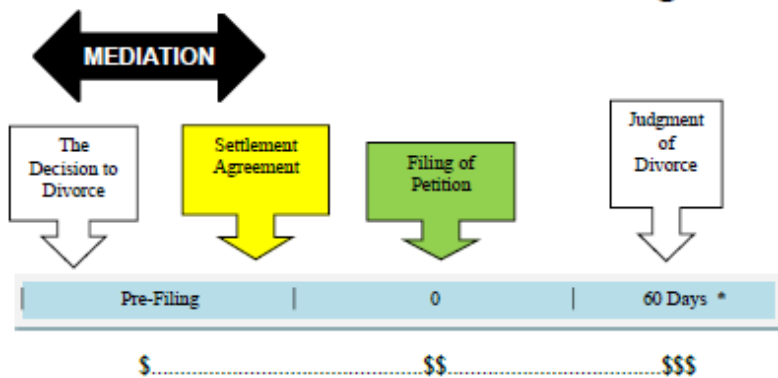 MEDIATION
The
Decision to
Divorce
Settlement
Agreement
Filing of
Petition
Judgment
of
Divorce
Pre-Filing | 0 | 60 Days *
$..............................................$$....................................$$$